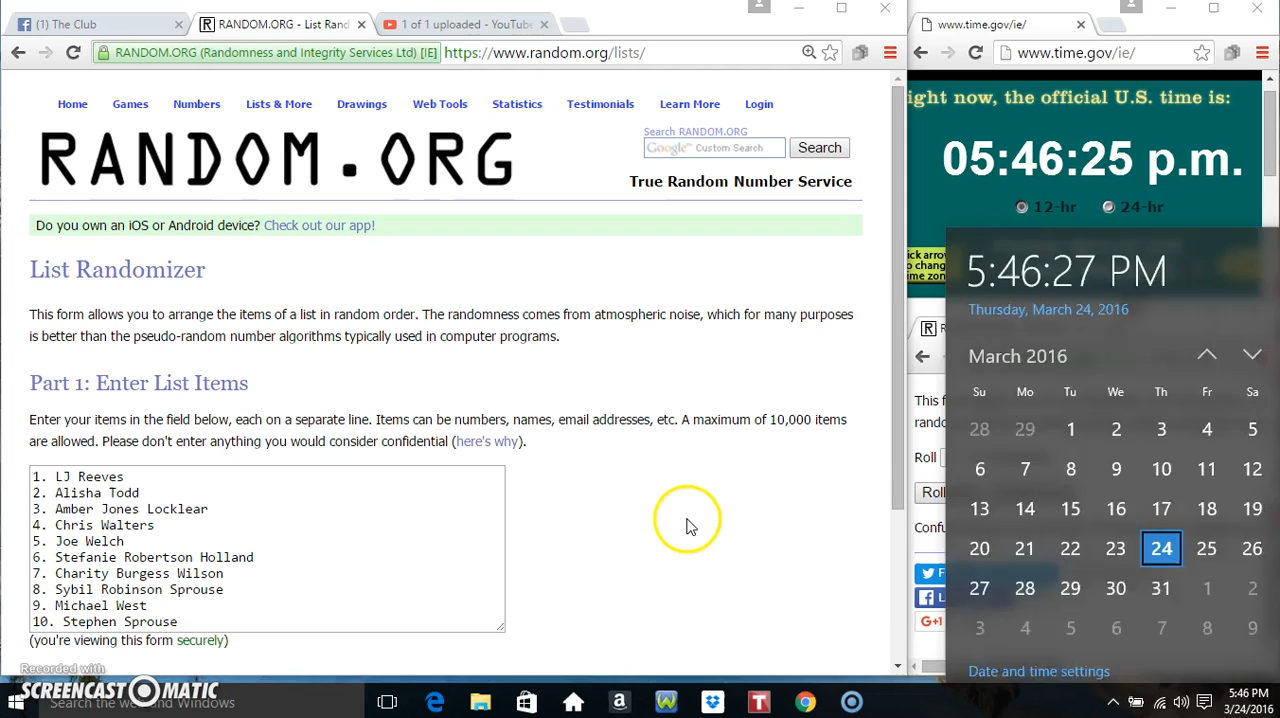 (1) The Club
RANDOM.ORG - List Rand
1 of 1 uploaded - YouTube
www.time.gov/ie/
RANDOM.ORG (Randomness and Integrity Services Ltd) [IE]
https://www.random.org/lists/
www.time.gov/ie/
Home
Games
Numbers
Lists & More
Drawings
Web Tools
Statistics
Testimonials
Learn More
Login
RANDOM.ORG
Search RANDOM.ORG
Google™ Custom Search
Search
True Random Number Service
Do you own an iOS or Android device? Check out our app!
List Randomizer
This form allows you to arrange the items of a list in random order. The randomness comes from atmospheric noise, which for many purposes
is better than the pseudo-random number algorithms typically used in computer programs.
Part 1: Enter List Items
Enter your items in the field below, each on a separate line. Items can be numbers, names, email addresses, etc. A maximum of 10,000 items
are allowed. Please don't enter anything you would consider confidential (here's why).
1. LJ Reeves
2. Alisha Todd
3. Amber Jones Locklear
4. Chris Walters
5. Joe Welch
6. Stefanie Robertson Holland
7. Charity Burgess Wilson
8. Sybil Robinson Sprouse
9. Michael West
10. Stephen Sprouse
(you're viewing this form securely)
ight now, the official U.S. time is:
05:46:25 p.m.
12-hr
24-hr
ick arrow
o chang
ime zon
R
This f
rando
Roll
Roll
Confu
F
L
G+1
5:46:27 PM
Thursday, March 24, 2016
March 2016
Su Mo Tu We Th Fr Sa
28 29 1 2 3 4 5
6 7 8 9 10 11 12
13 14 15 16 17 18 19
20 21 22 23 24 25 26
27 28 29 30 31 1 2
3 4 5 6 7 8 9
Date and time settings
Recorded with
SCREENCAST-O-MATIC
Search the web and Windows
5:46 PM
3/24/2016